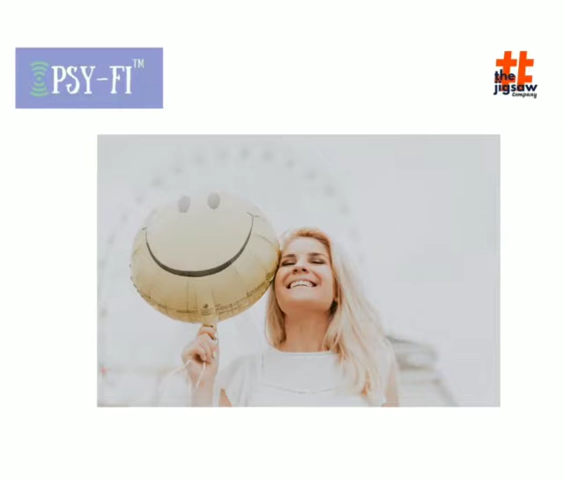 PSY-FI™
#
the
jigsaw
company